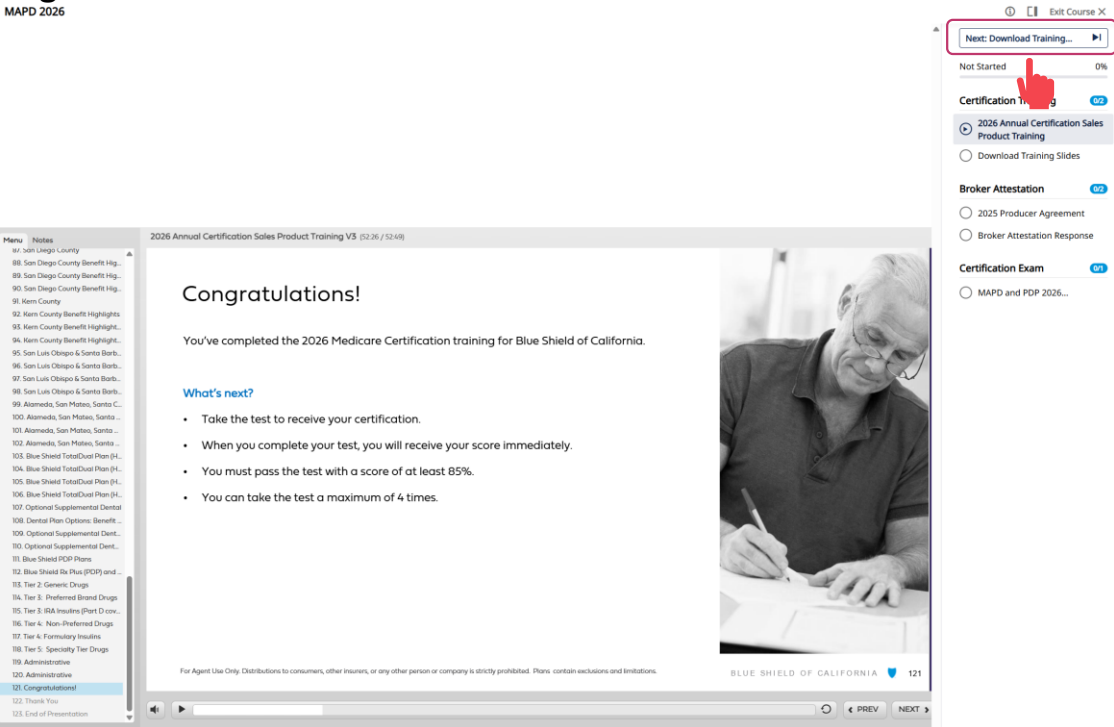 MAPD 2026
Exit Course
Next: Download Training...
Not Started 0%
Certification 0/2
2026 Annual Certification Sales
Product Training
Download Training Slides
Broker Attestation 0/2
2025 Producer Agreement
Broker Attestation Response
Certification Exam 0/1
MAPD and PDP 2026...
Menu Notes
2026 Annual Certification Sales Product Training V3 (52:26 / 52:49)
87. San Diego County
88. San Diego County Benefit Hig...
89. San Diego County Benefit Hig...
90. San Diego County Benefit Hig...
91. Kern County
92. Kern County Benefit Highlights
93. Kern County Benefit Highlight...
94. Kern County Benefit Highlight...
95. San Luis Obispo & Santa Barb...
96. San Luis Obispo & Santa Barb...
97. San Luis Obispo & Santa Barb...
98. San Luis Obispo & Santa Barb...
99. Alameda, San Mateo, Santa C...
100. Alameda, San Mateo, Santa ...
101. Alameda, San Mateo, Santa ...
102. Alameda, San Mateo, Santa ...
103. Blue Shield TotalDual Plan (H...
104. Blue Shield TotalDual Plan (H...
105. Blue Shield TotalDual Plan (H...
106. Blue Shield TotalDual Plan (H...
107. Optional Supplemental Dental
108. Dental Plan Options: Benefit ...
109. Optional Supplemental Dent...
110. Optional Supplemental Dent...
111. Blue Shield PDP Plans
112. Blue Shield Rx Plus (PDP) and ...
113. Tier 2: Generic Drugs
114. Tier 3: Preferred Brand Drugs
115. Tier 3: IRA Insulins (Part D cov...
116. Tier 4: Non-Preferred Drugs
117. Tier 4: Formulary Insulins
118. Tier 5: Specialty Tier Drugs
119. Administrative
120. Administrative
121. Congratulations!
122. Thank You
123. End of Presentation
Congratulations!
You've completed the 2026 Medicare Certification training for Blue Shield of California.
What's next?
• Take the test to receive your certification.
• When you complete your test, you will receive your score immediately.
• You must pass the test with a score of at least 85%.
• You can take the test a maximum of 4 times.
For Agent Use Only. Distributions to consumers, other insurers, or any other person or company is strictly prohibited. Plans contain exclusions and limitations.
BLUE SHIELD OF CALIFORNIA 121
PREV NEXT